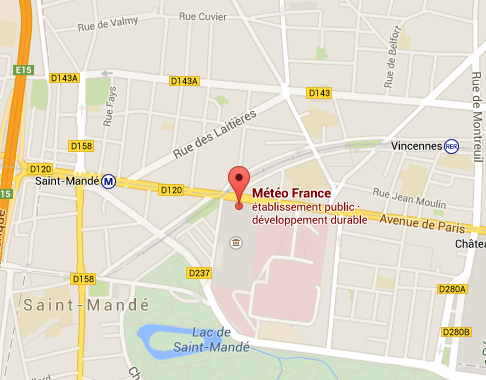 Rue Cuvier
Rue de Valmy
Rue de Belfort
E15
D143A
D143A
D143
Rue Fays
Rue de Montreuil
Rue des Laitières
D158
Vincennes
RER
D120
Saint-Mandé
M
D120
15
Météo France
établissement public ·
développement durable
Rue Jean Moulin
Avenue de Paris
Châte
D237
D158
D280A
Saint-Mandé
Lac de
Saint-Mandé
D280B